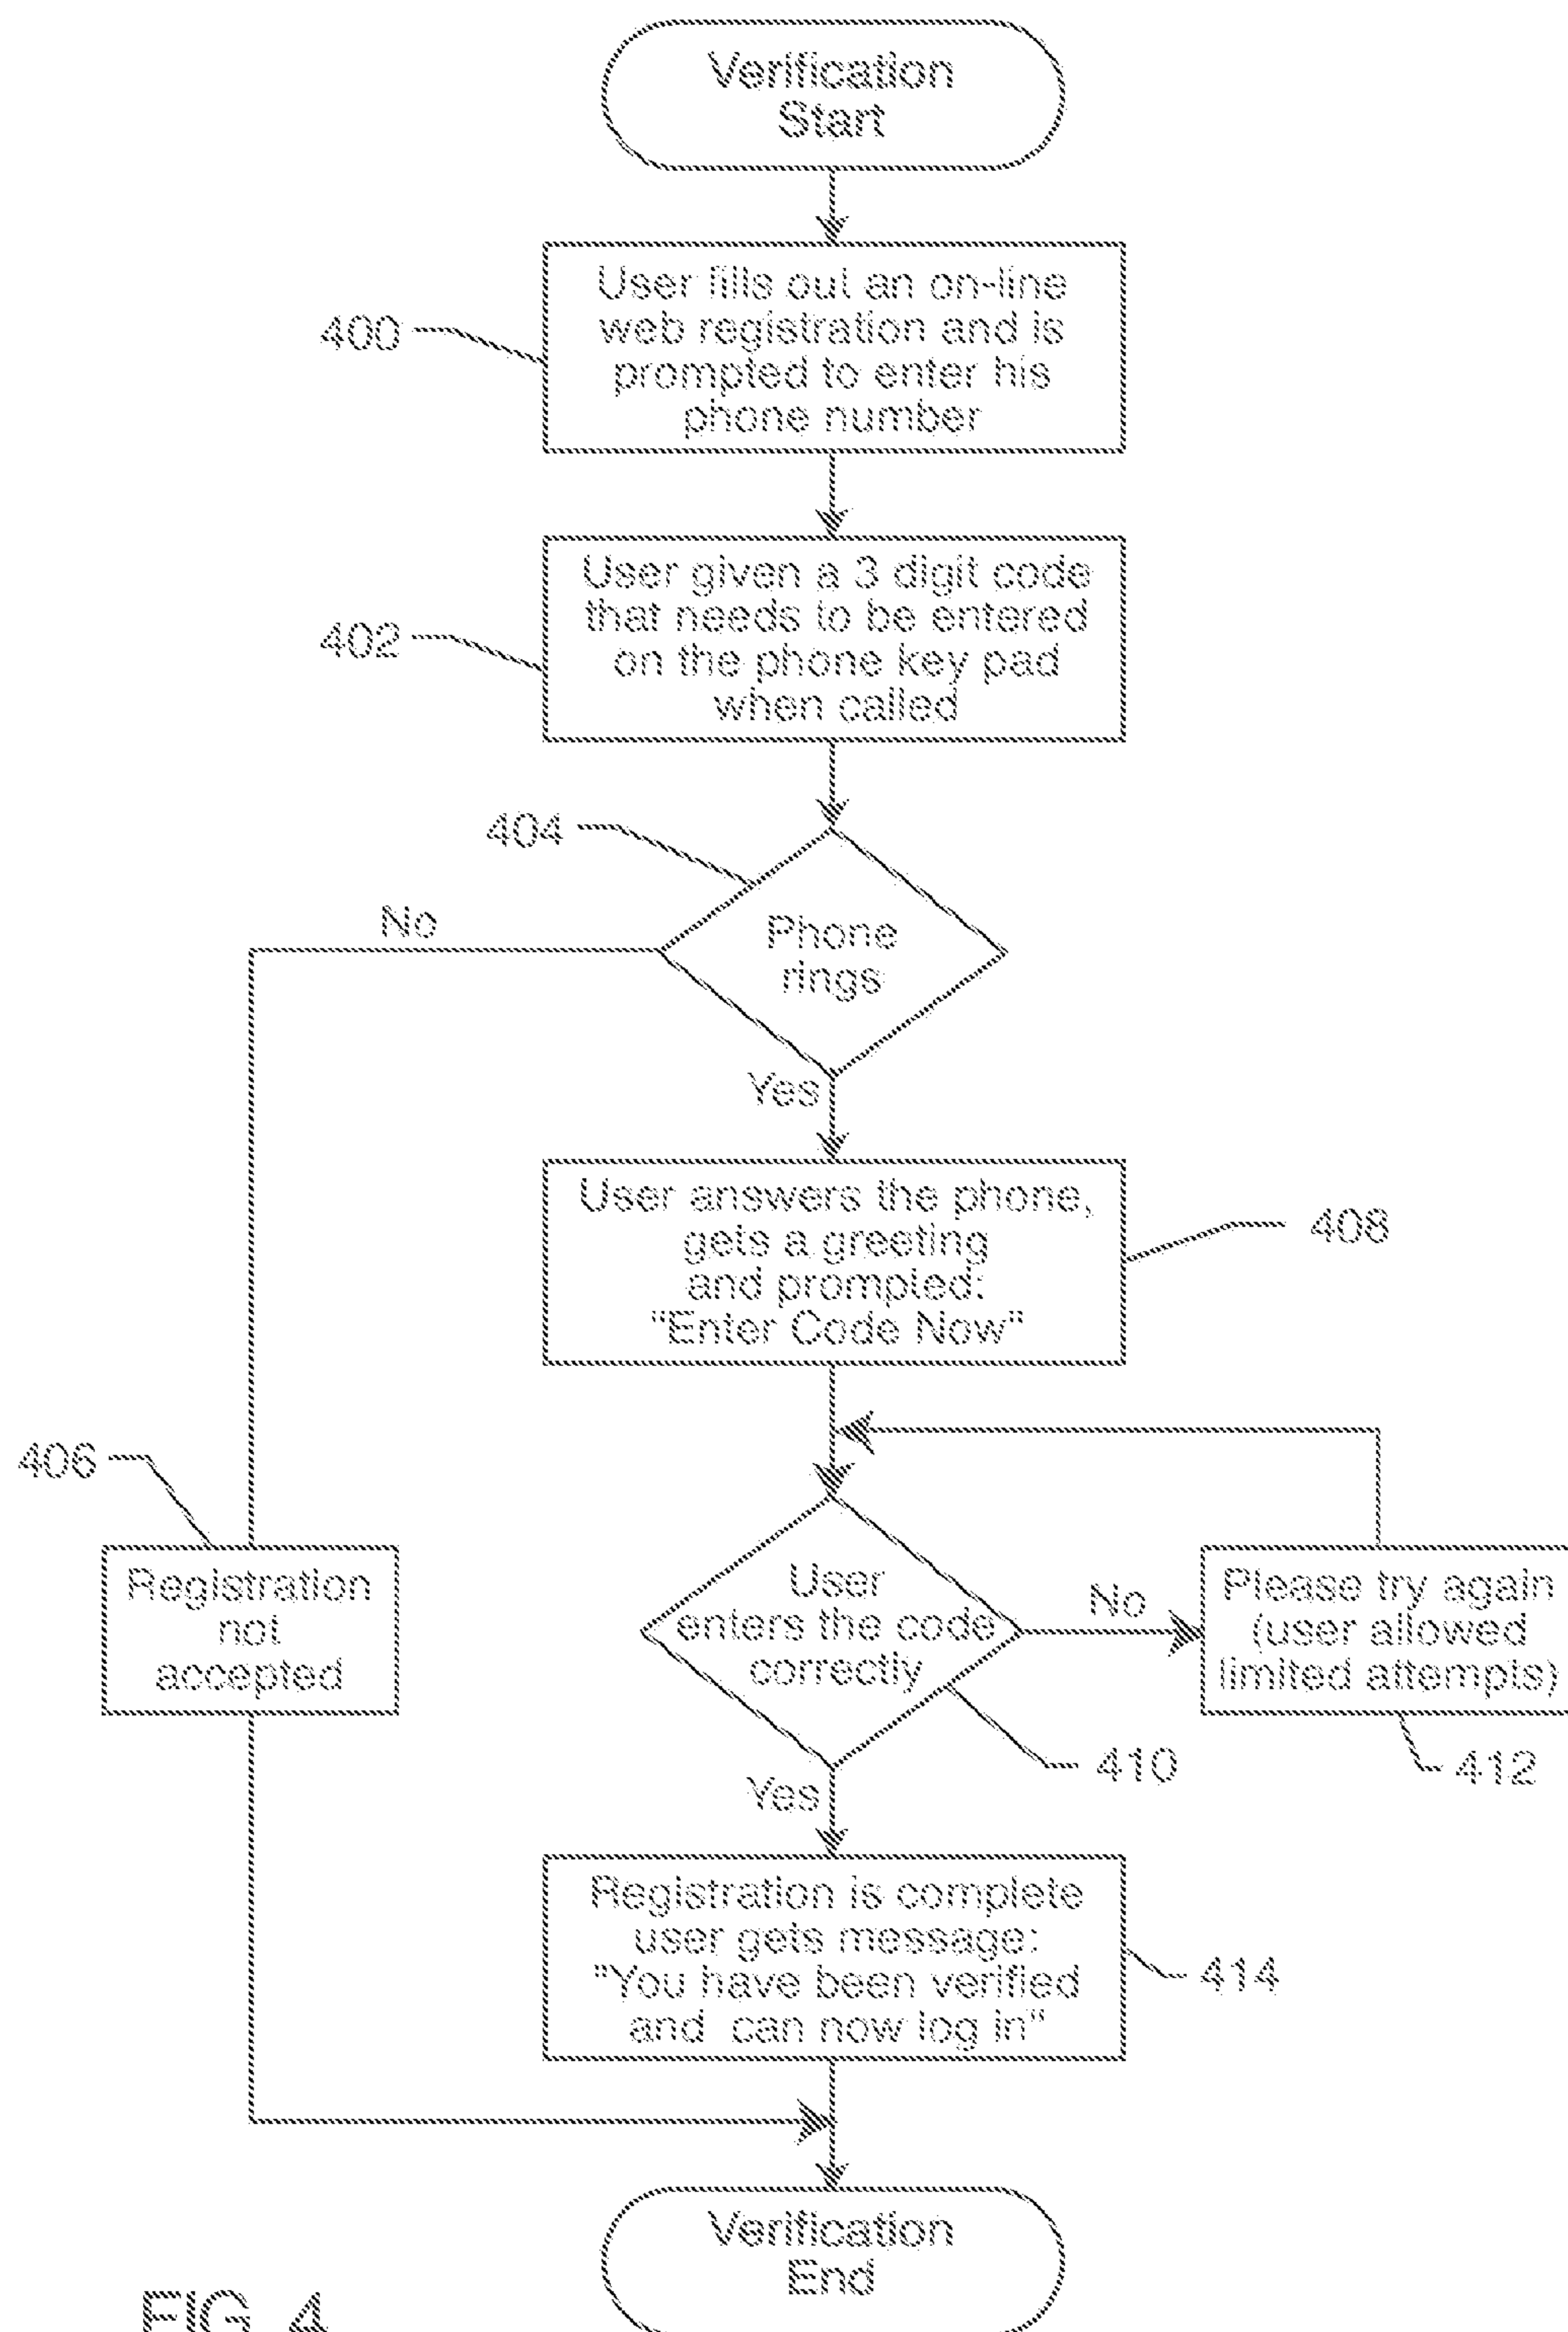 Verification
Start
400
User fills out an on-line
web registration and is
prompted to enter his
phone number
402
User given a 3 digit code
that needs to be entered
on the phone key pad
when called
404
No
Phone
rings
Yes
User answers the phone,
gets a greeting
and prompted:
"Enter Code Now"
408
406
Registration
not
accepted
User
enters the code
correctly
No
Please try again
(user allowed
limited attempts)
410
412
Yes
Registration is complete
user gets message:
"You have been verified
and can now log in"
414
Verification
End
FIG. 4